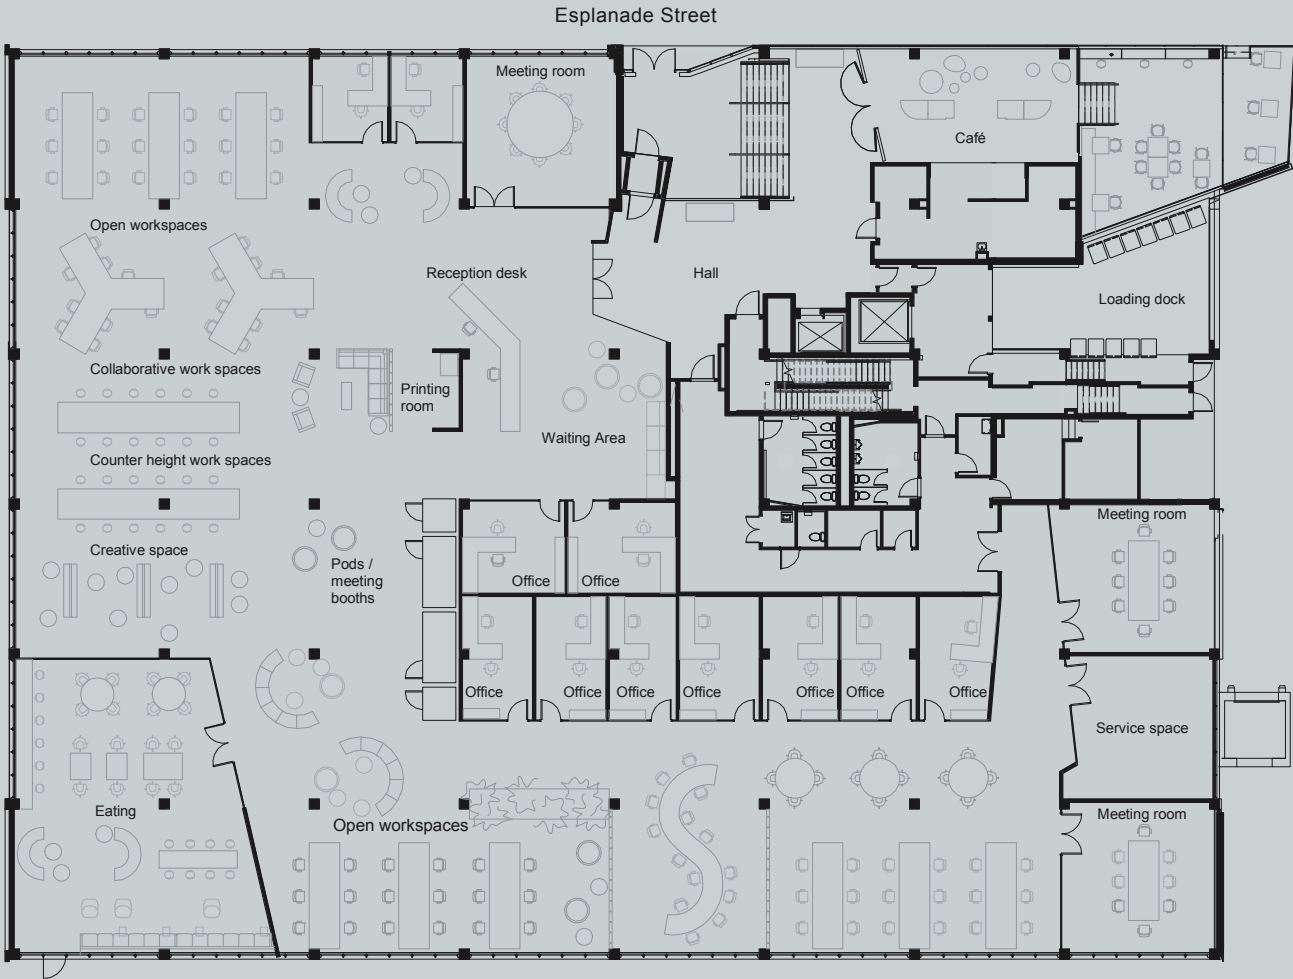 Esplanade Street
Meeting room
Café
Open workspaces
Reception desk
Hall
Loading dock
Collaborative work spaces
Printing
room
Waiting Area
Counter height work spaces
Meeting room
Creative space
Pods /
meeting
booths
Office
Office
Office
Office
Office
Office
Office
Office
Office
Service space
Eating
Open workspaces
Meeting room